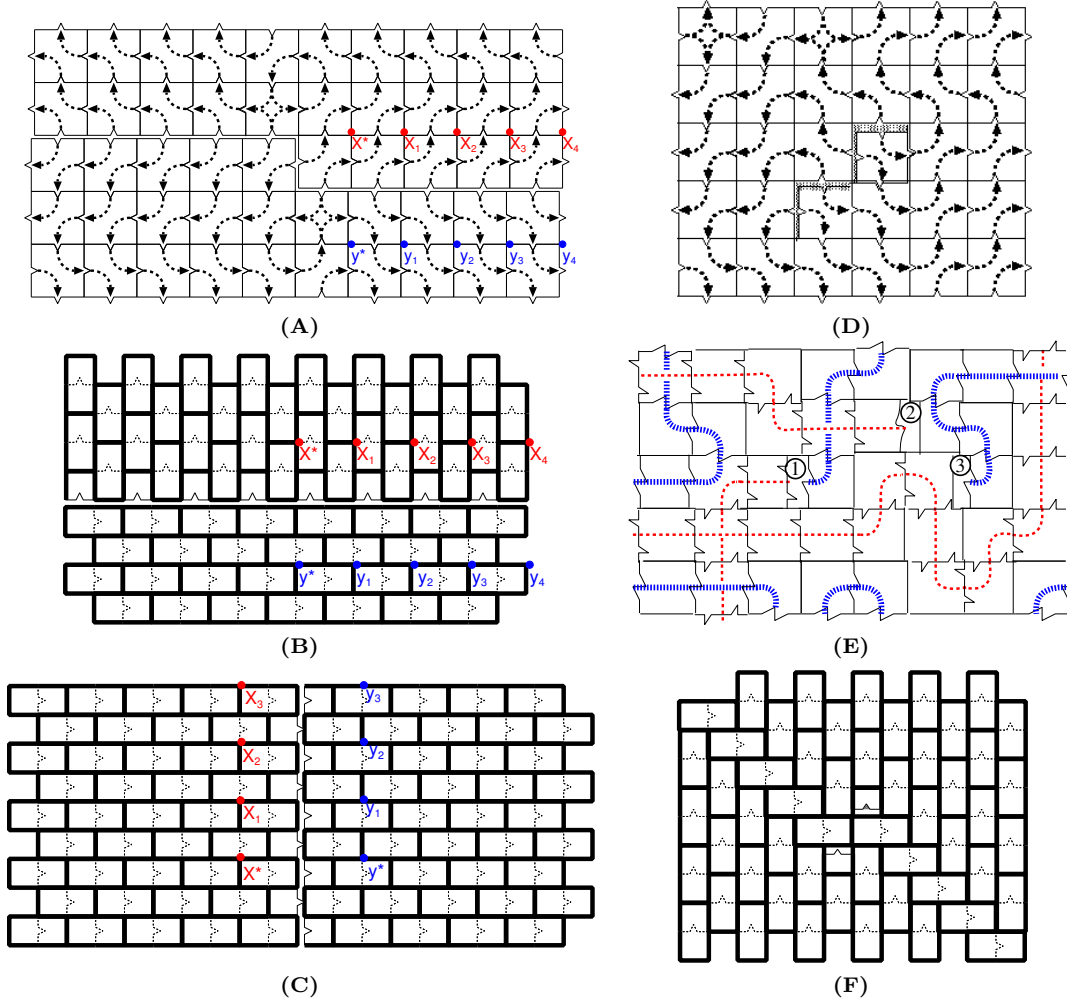 X* X₁ X₂ X₃ X₄
y* y₁ y₂ y₃ y₄
(A)
(D)
X* X₁ X₂ X₃ X₄
y* y₁ y₂ y₃ y₄
(B)
2
1 3
(E)
X₃ y₃
X₂ y₂
X₁ y₁
X* y*
(C)
(F)